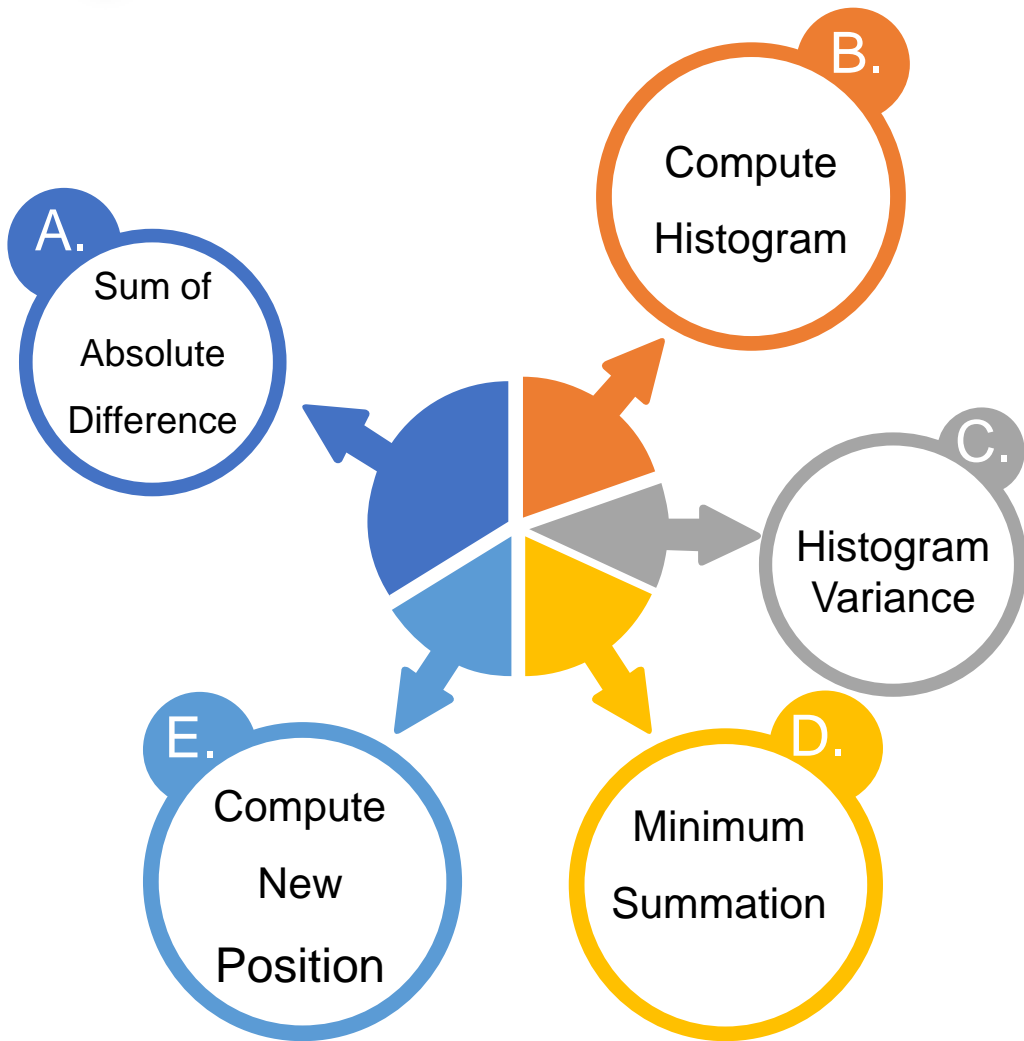 A.
Sum of
Absolute
Difference
B.
Compute
Histogram
C.
Histogram
Variance
D.
Minimum
Summation
E.
Compute
New
Position